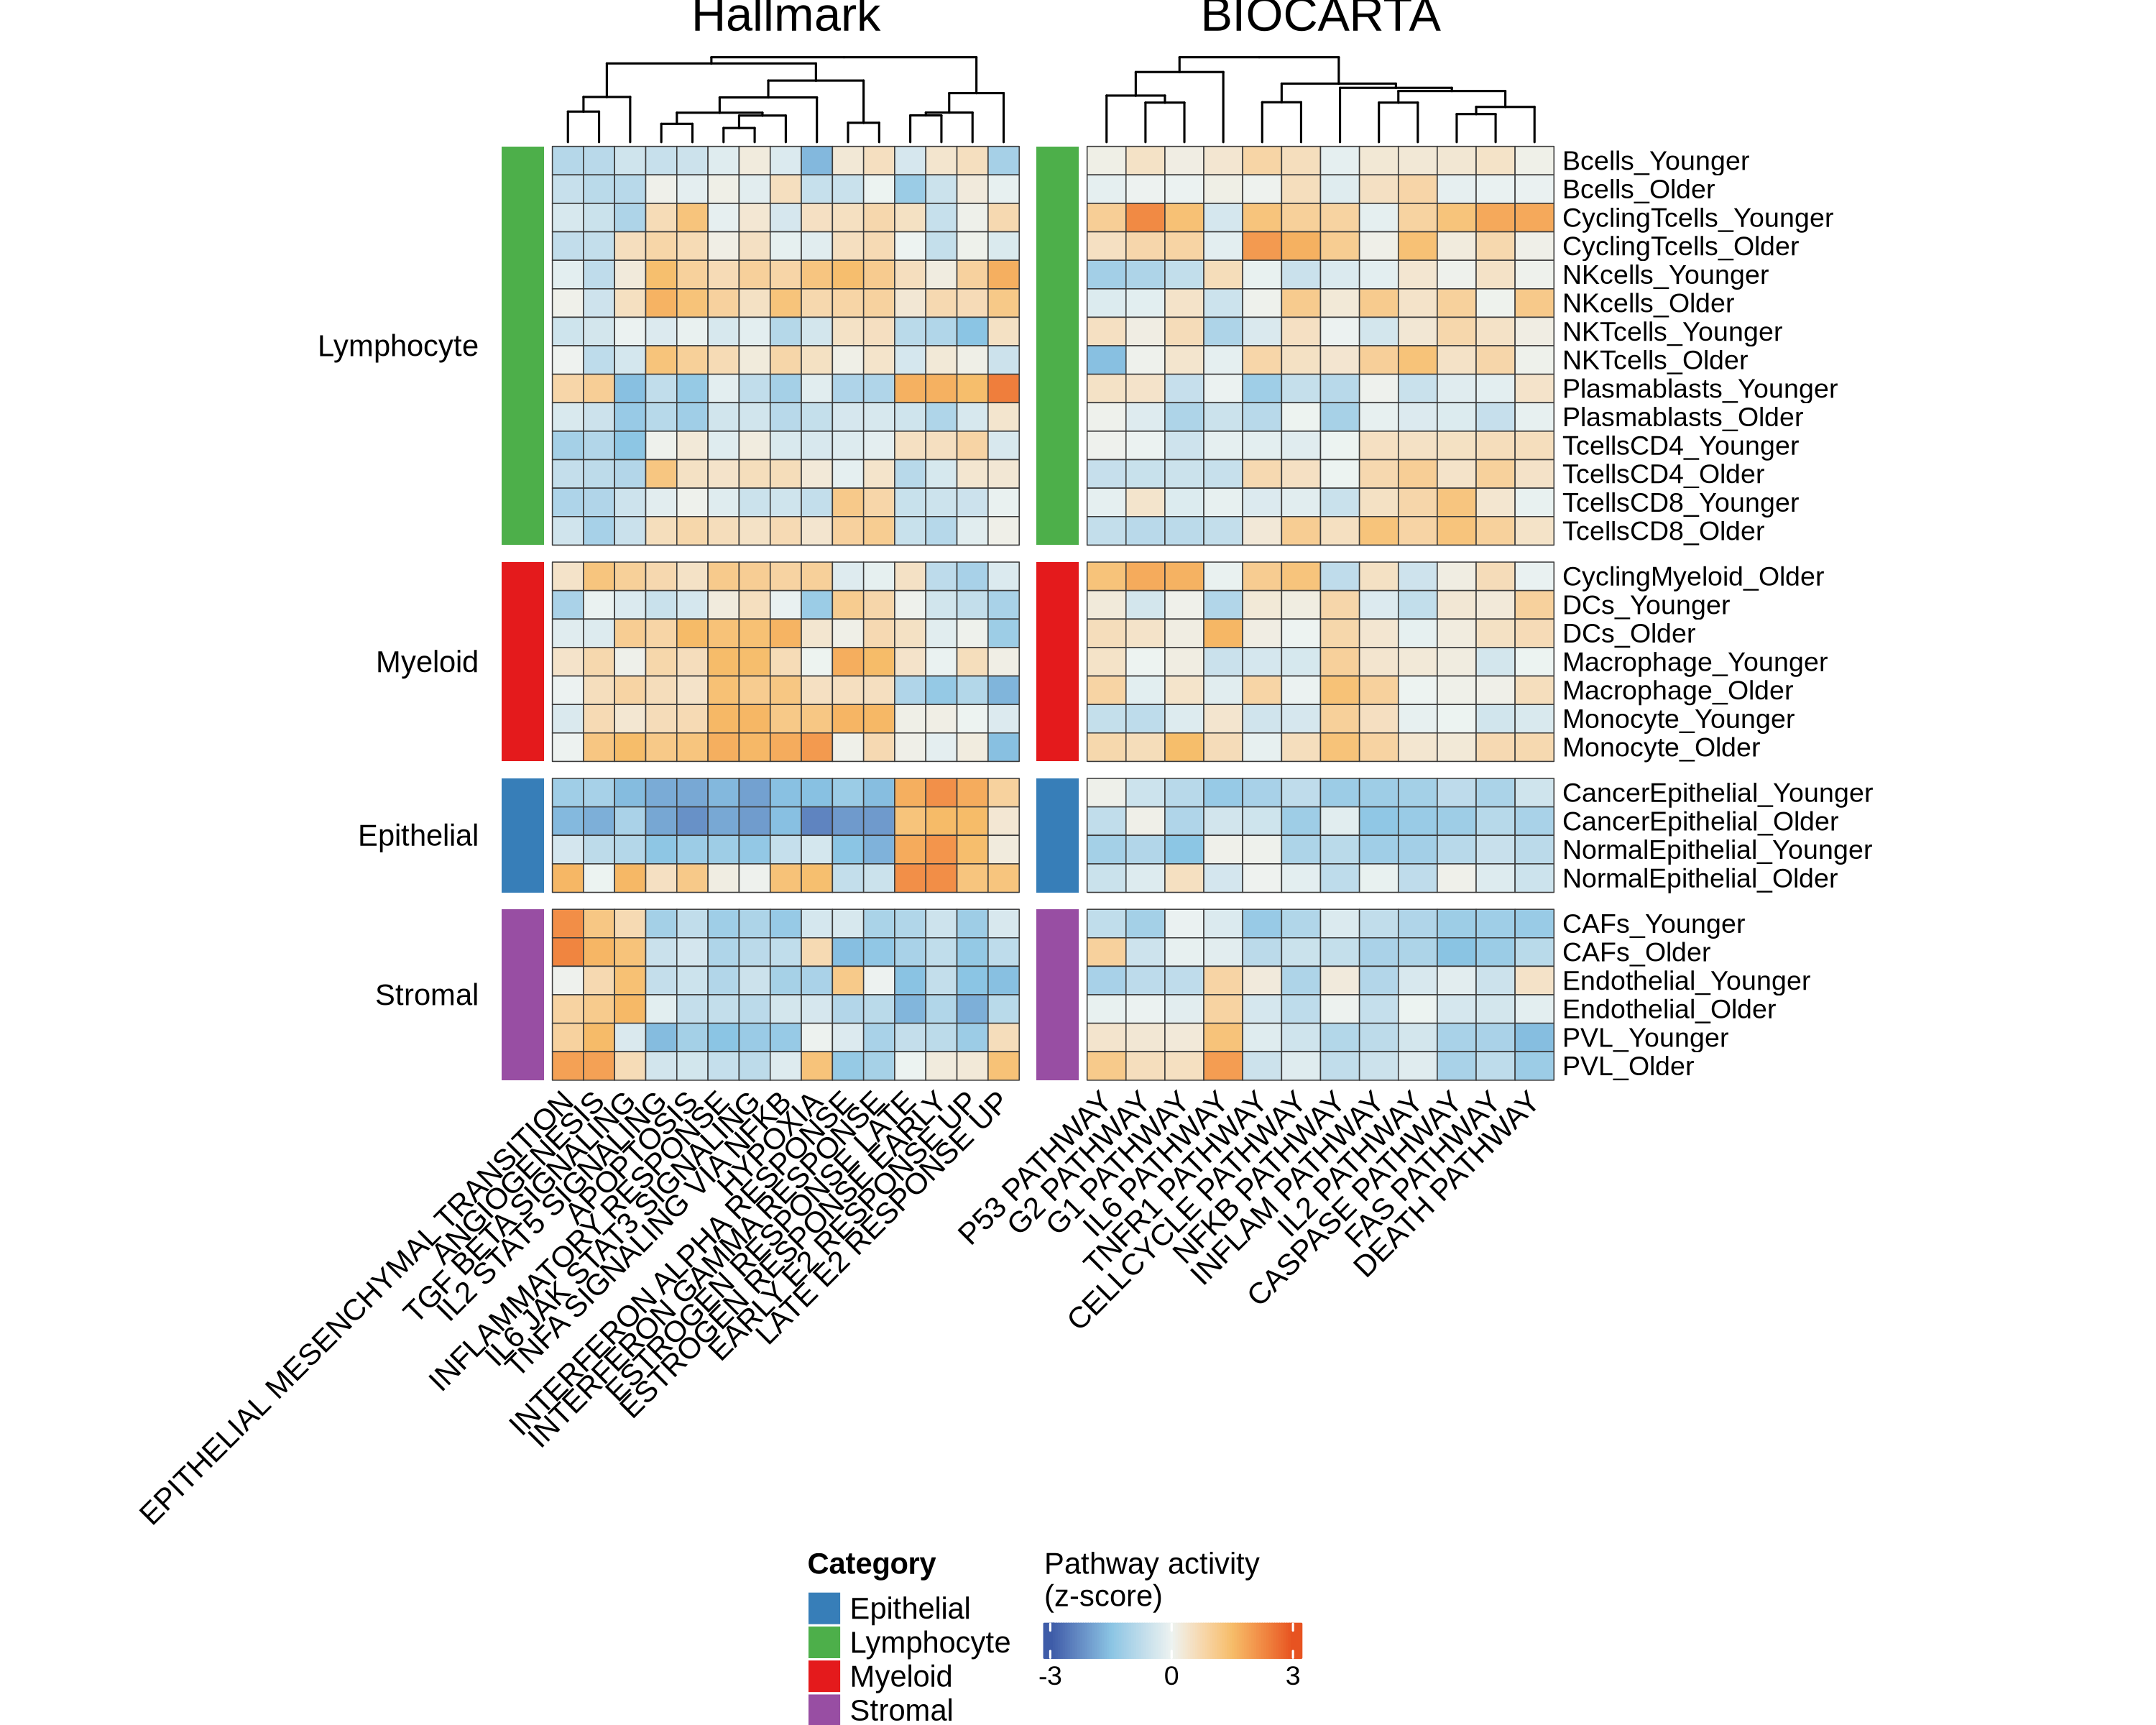 Hallmark
BIOCARTA
Lymphocyte
Myeloid
Epithelial
Stromal
Bcells_Younger
Bcells_Older
CyclingTcells_Younger
CyclingTcells_Older
NKcells_Younger
NKcells_Older
NKTcells_Younger
NKTcells_Older
Plasmablasts_Younger
Plasmablasts_Older
TcellsCD4_Younger
TcellsCD4_Older
TcellsCD8_Younger
TcellsCD8_Older
CyclingMyeloid_Older
DCs_Younger
DCs_Older
Macrophage_Younger
Macrophage_Older
Monocyte_Younger
Monocyte_Older
CancerEpithelial_Younger
CancerEpithelial_Older
NormalEpithelial_Younger
NormalEpithelial_Older
CAFs_Younger
CAFs_Older
Endothelial_Younger
Endothelial_Older
PVL_Younger
PVL_Older
EPITHELIAL MESENCHYMAL TRANSITION
ANGIOGENESIS
TGF BETA SIGNALING
IL2 STAT5 SIGNALING
APOPTOSIS
INFLAMMATORY RESPONSE
IL6 JAK STAT3 SIGNALING
TNFA SIGNALING VIA NFKB
HYPOXIA
INTERFERON ALPHA RESPONSE
INTERFERON GAMMA RESPONSE
ESTROGEN RESPONSE LATE
ESTROGEN RESPONSE EARLY
EARLY E2 RESPONSE UP
LATE E2 RESPONSE UP
P53 PATHWAY
G2 PATHWAY
G1 PATHWAY
IL6 PATHWAY
TNFR1 PATHWAY
CELLCYCLE PATHWAY
NFKB PATHWAY
INFLAM PATHWAY
IL2 PATHWAY
CASPASE PATHWAY
FAS PATHWAY
DEATH PATHWAY
Category
Epithelial
Lymphocyte
Myeloid
Stromal
Pathway activity
(z-score)
-3 0 3